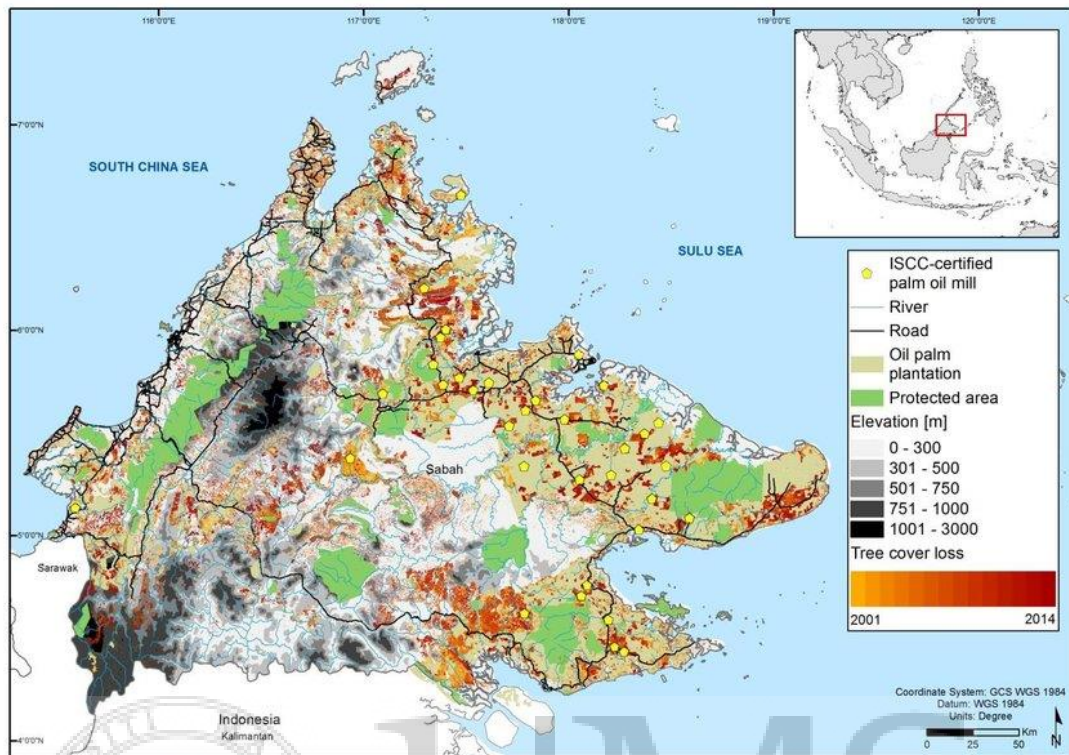 116°0'0"E
117°0'0"E
118°0'0"E
119°0'0"E
120°0'0"E
7°0'0"N
SOUTH CHINA SEA
SULU SEA
6°0'0"N
Sabah
5°0'0"N
Sarawak
4°0'0"N
Indonesia
Kalimantan
ISCC-certified
palm oil mill
River
Road
Oil palm
plantation
Protected area
Elevation [m]
0 - 300
301 - 500
501 - 750
751 - 1000
1001 - 3000
Tree cover loss
2001 2014
Coordinate System: GCS WGS 1984
Datum: WGS 1984
Units: Degree
Km
0 25 50
N